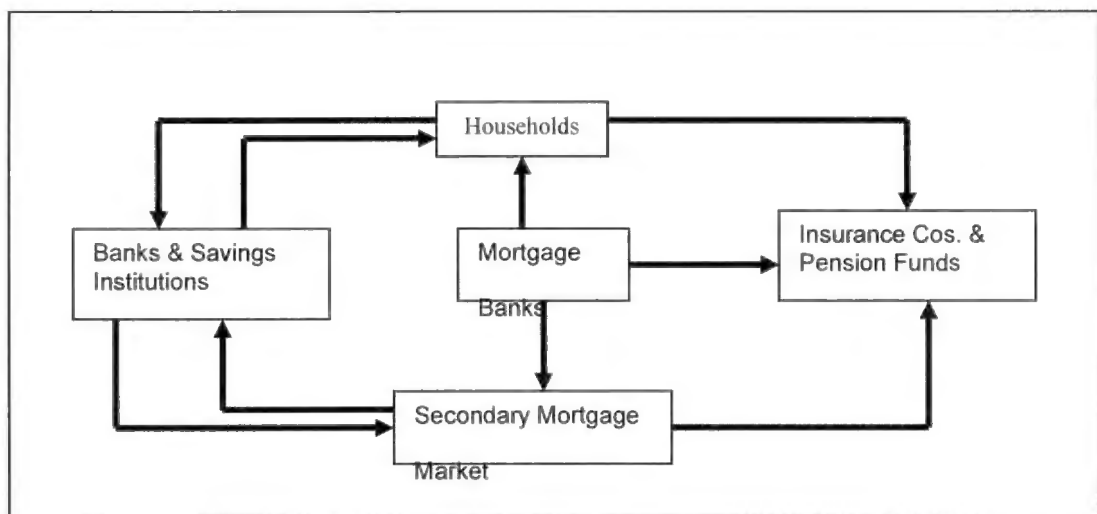 Households
Banks & Savings
Institutions
Mortgage
Banks
Insurance Cos. &
Pension Funds
Secondary Mortgage
Market